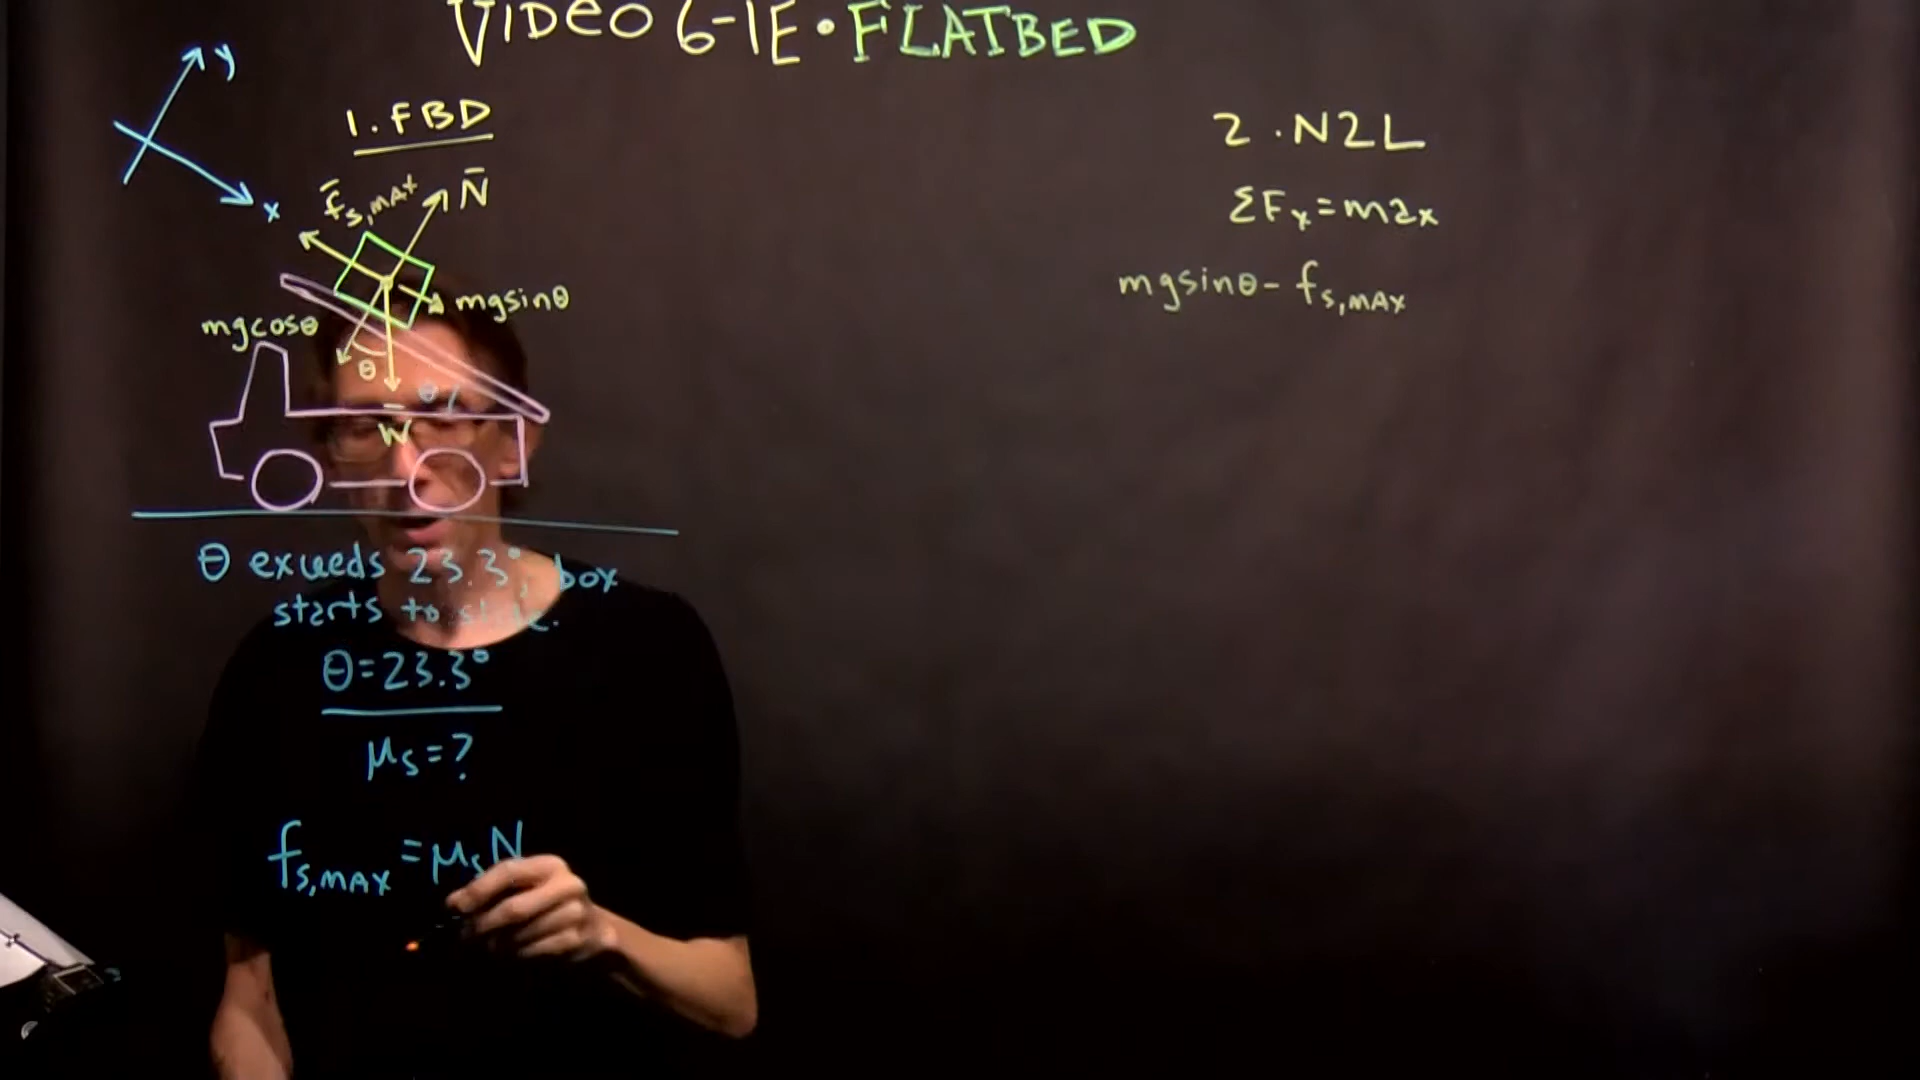 VIDEO 6-1E • FLATBED
y
x
1. FBD
f̄s,max
N̄
mgsinθ
mgcosθ
θ
θ
W̄
θ exceeds 23.3°, box
starts to slide.
θ=23.3°
μs=?
fs,MAX = μsN
2. N2L
ΣFx=max
mgsinθ- fs,MAX